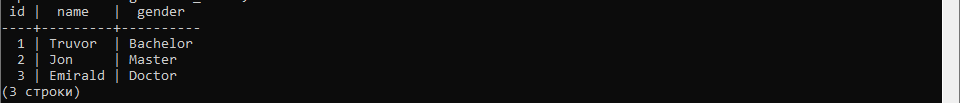 id | name | gender
----+---------+----------
1 | Truvor | Bachelor
2 | Jon | Master
3 | Emirald | Doctor
(3 строки)